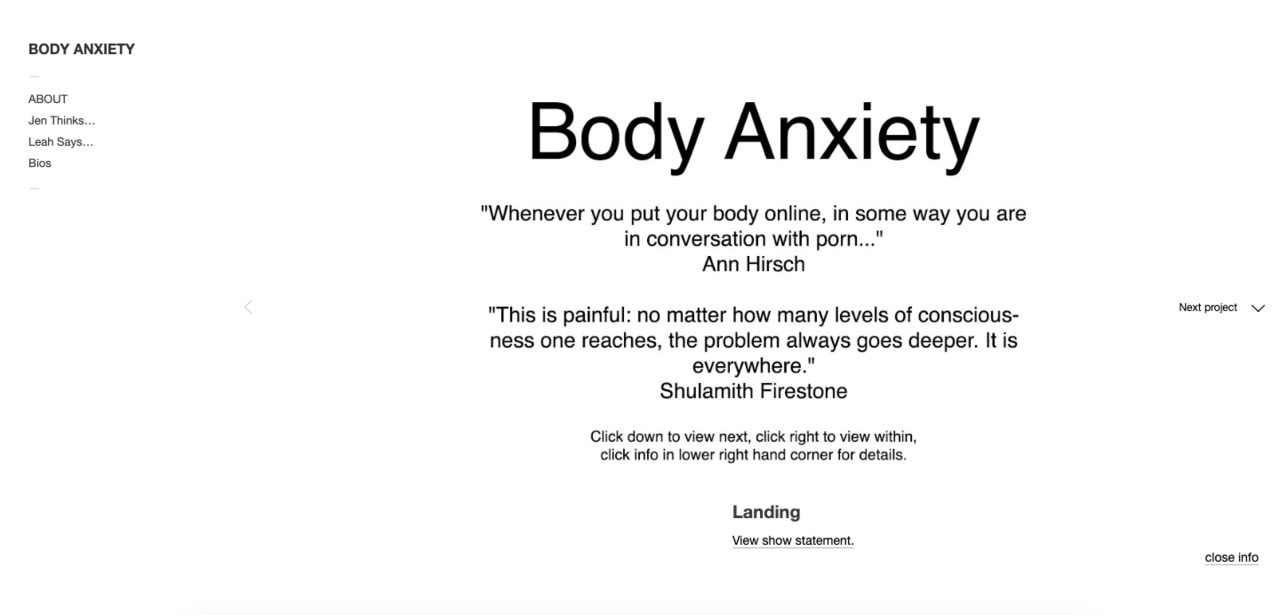 BODY ANXIETY
ABOUT
Jen Thinks...
Leah Says...
Bios
Body Anxiety
"Whenever you put your body online, in some way you are
in conversation with porn..."
Ann Hirsch
"This is painful: no matter how many levels of conscious-
ness one reaches, the problem always goes deeper. It is
everywhere."
Shulamith Firestone
Next project
Click down to view next, click right to view within,
click info in lower right hand corner for details.
Landing
View show statement.
close info